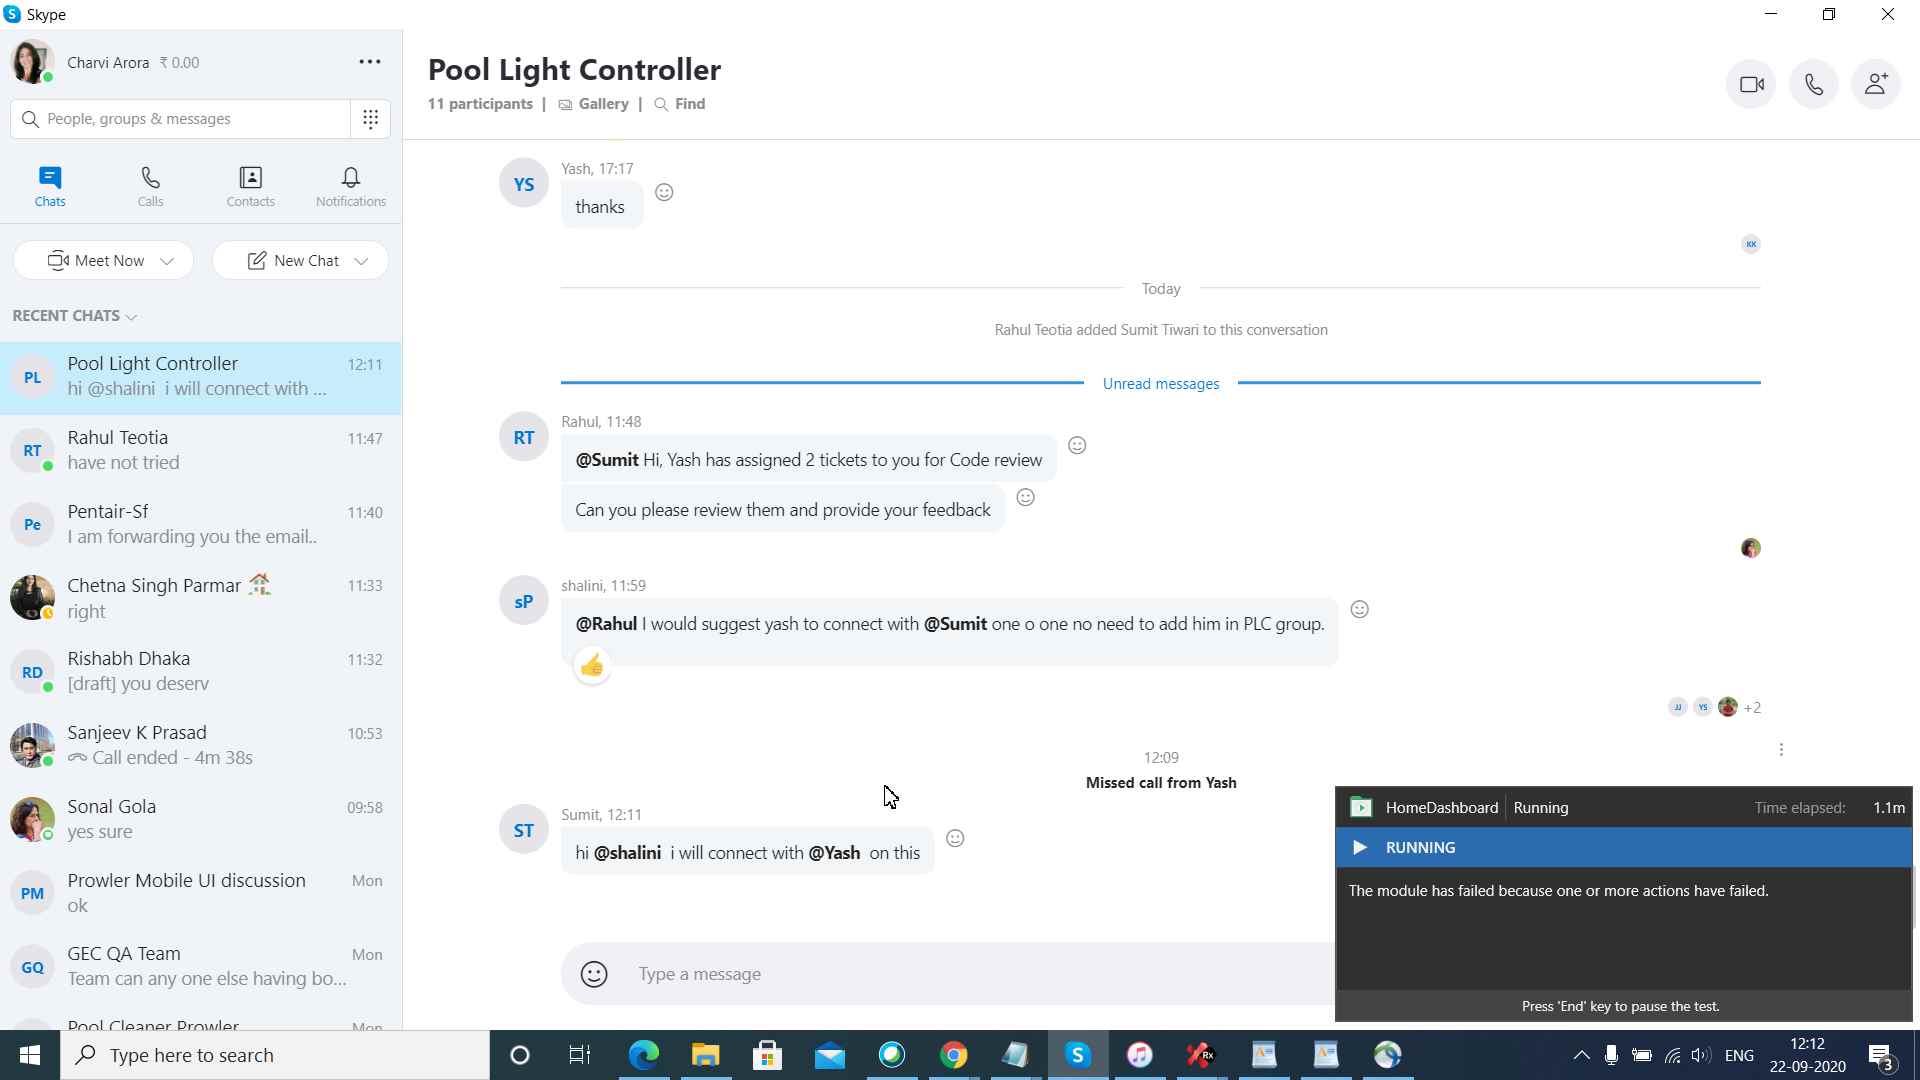 Skype
Charvi Arora ₹ 0.00
People, groups & messages
Chats Calls Contacts Notifications
Meet Now New Chat
RECENT CHATS
PL Pool Light Controller 12:11
hi @shalini i will connect with ...
RT Rahul Teotia 11:47
have not tried
Pe Pentair-Sf 11:40
I am forwarding you the email..
Chetna Singh Parmar 11:33
right
RD Rishabh Dhaka 11:32
[draft] you deserv
Sanjeev K Prasad 10:53
Call ended - 4m 38s
Sonal Gola 09:58
yes sure
PM Prowler Mobile UI discussion Mon
ok
GQ GEC QA Team Mon
Team can any one else having bo...
Pool Cleaner Prowler Mon
Pool Light Controller
11 participants | Gallery | Find
Yash, 17:17
YS thanks
KK
Today
Rahul Teotia added Sumit Tiwari to this conversation
Unread messages
Rahul, 11:48
RT @Sumit Hi, Yash has assigned 2 tickets to you for Code review
Can you please review them and provide your feedback
shalini, 11:59
sP @Rahul I would suggest yash to connect with @Sumit one o one no need to add him in PLC group.
JJ YS +2
12:09
Missed call from Yash
Sumit, 12:11
ST hi @shalini i will connect with @Yash on this
Type a message
HomeDashboard Running Time elapsed: 1.1m
RUNNING
The module has failed because one or more actions have failed.
Press 'End' key to pause the test.
Type here to search
Rx
ENG
12:12
22-09-2020
3